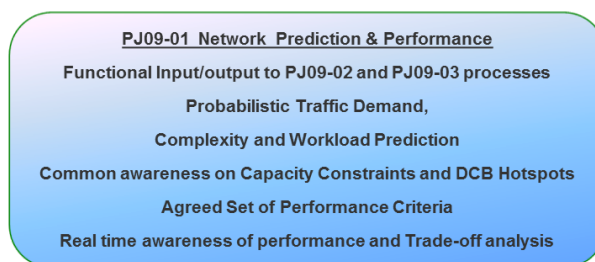 PJ09-01 Network Prediction & Performance
Functional Input/output to PJ09-02 and PJ09-03 processes
Probabilistic Traffic Demand,
Complexity and Workload Prediction
Common awareness on Capacity Constraints and DCB Hotspots
Agreed Set of Performance Criteria
Real time awareness of performance and Trade-off analysis